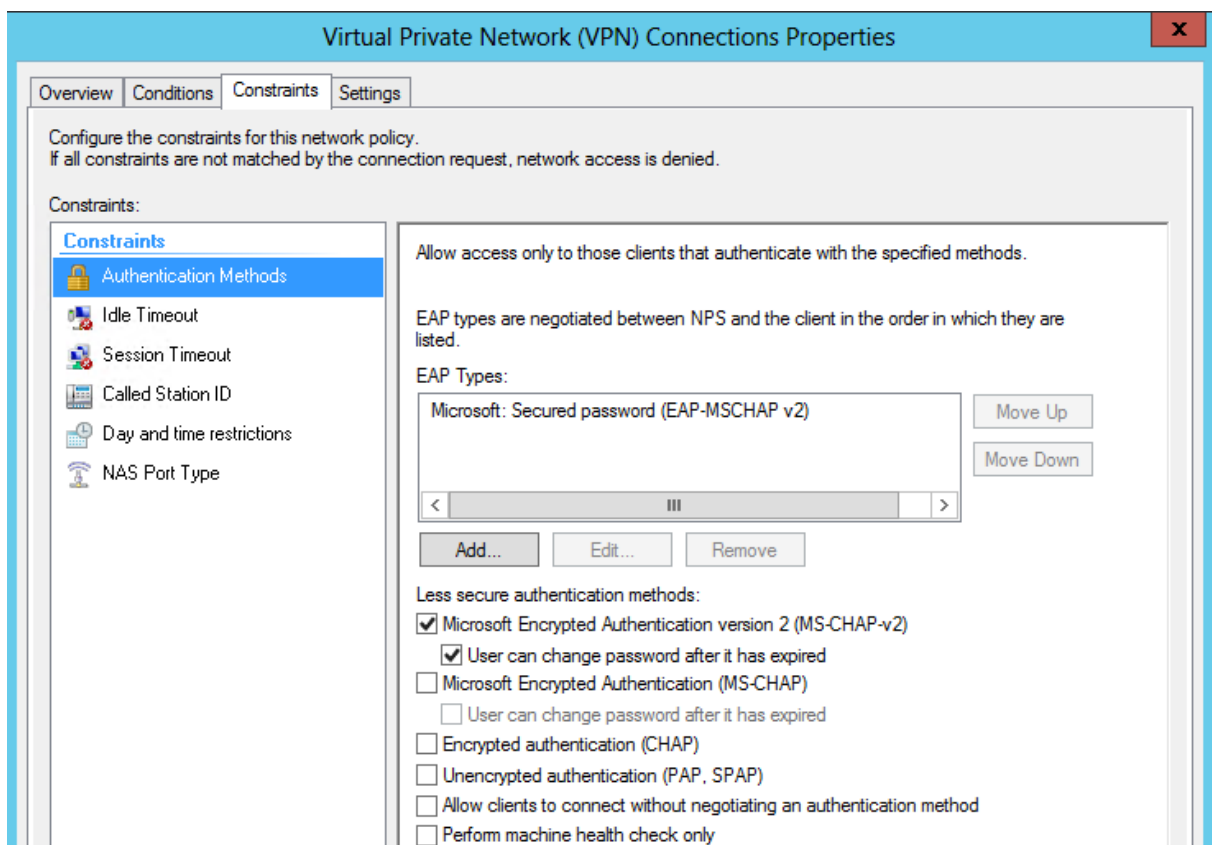 Virtual Private Network (VPN) Connections Properties
x
Overview Conditions Constraints Settings
Configure the constraints for this network policy.
If all constraints are not matched by the connection request, network access is denied.
Constraints:
Constraints
Authentication Methods
Idle Timeout
Session Timeout
Called Station ID
Day and time restrictions
NAS Port Type
Allow access only to those clients that authenticate with the specified methods.
EAP types are negotiated between NPS and the client in the order in which they are
listed.
EAP Types:
Microsoft: Secured password (EAP-MSCHAP v2)
Move Up
Move Down
Add... Edit... Remove
Less secure authentication methods:
Microsoft Encrypted Authentication version 2 (MS-CHAP-v2)
User can change password after it has expired
Microsoft Encrypted Authentication (MS-CHAP)
User can change password after it has expired
Encrypted authentication (CHAP)
Unencrypted authentication (PAP, SPAP)
Allow clients to connect without negotiating an authentication method
Perform machine health check only